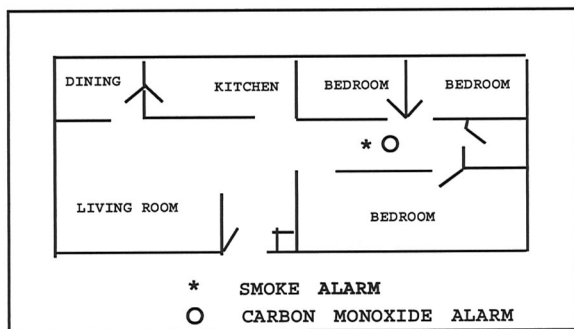 DINING
KITCHEN
BEDROOM
BEDROOM
*
LIVING ROOM
BEDROOM
* SMOKE ALARM
O CARBON MONOXIDE ALARM